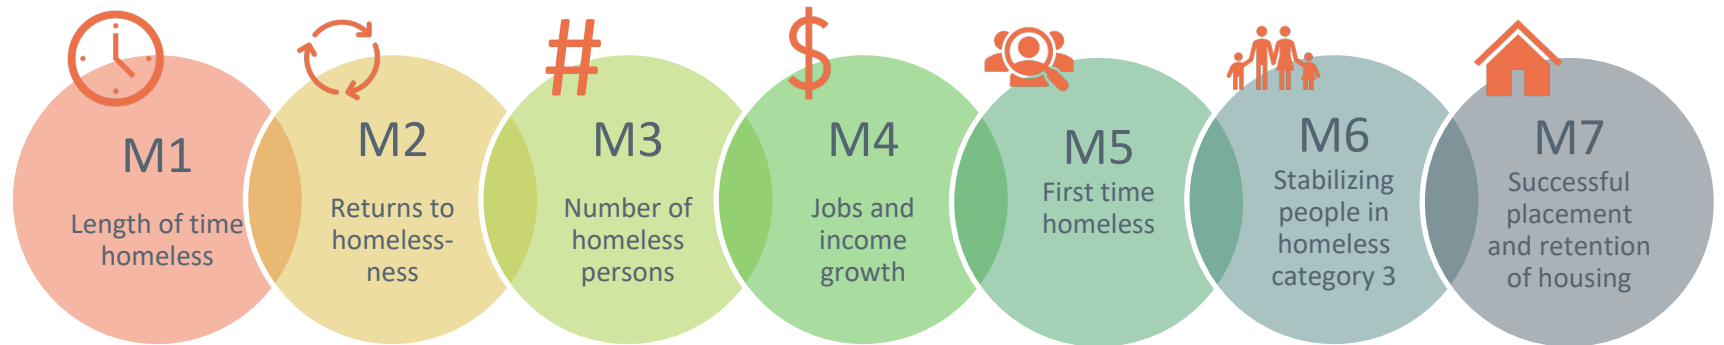 M1
Length of time
homeless
M2
Returns to
homeless-
ness
M3
Number of
homeless
persons
M4
Jobs and
income
growth
M5
First time
homeless
M6
Stabilizing
people in
homeless
category 3
M7
Successful
placement
and retention
of housing
#
$